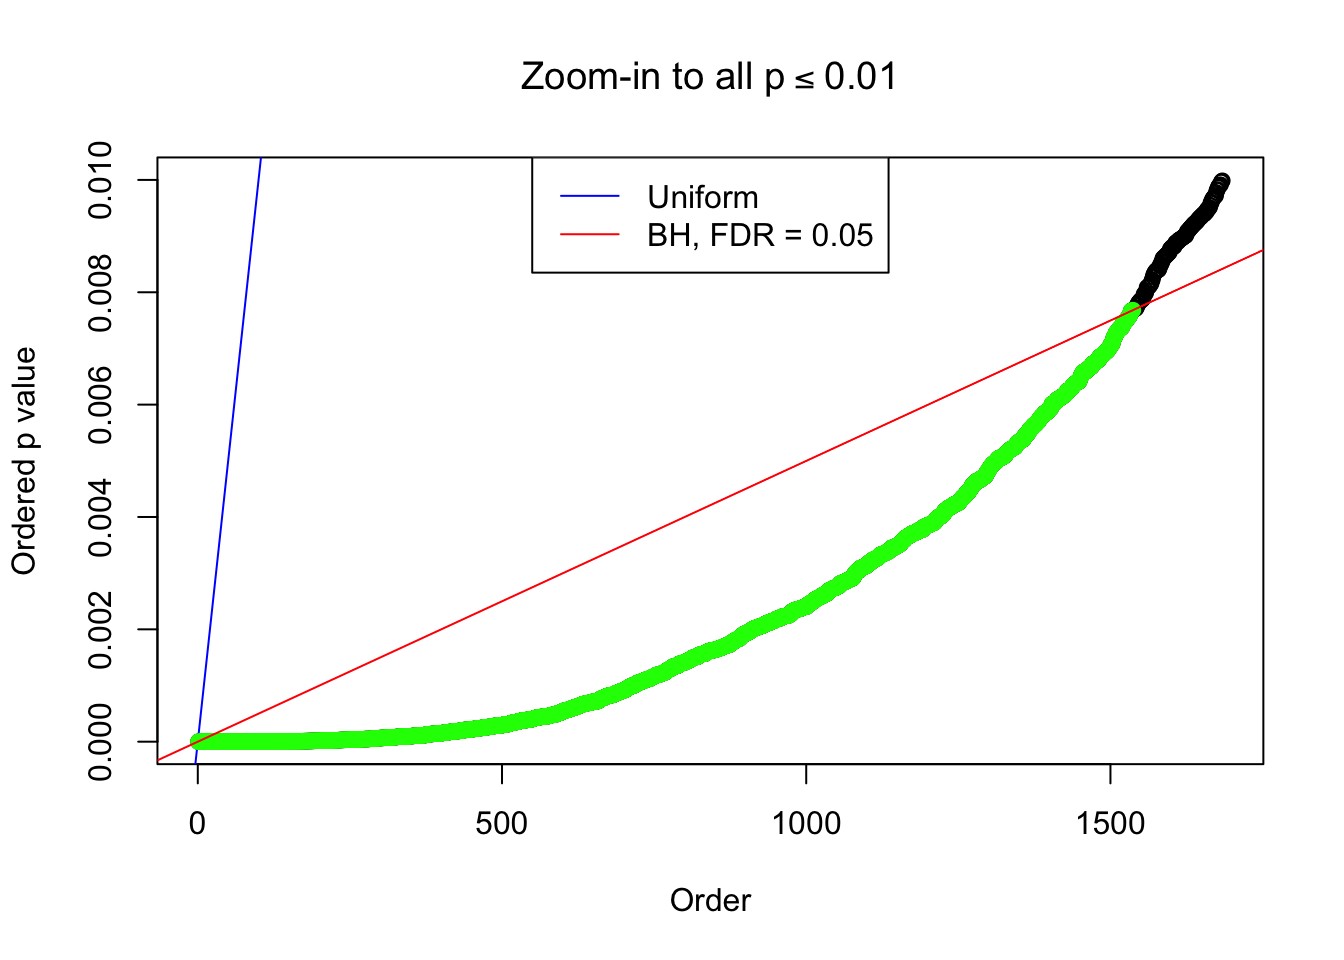 Zoom-in to all p ≤ 0.01
Uniform
BH, FDR = 0.05
Ordered p value
0.010
0.008
0.006
0.004
0.002
0.000
0
500
1000
1500
Order